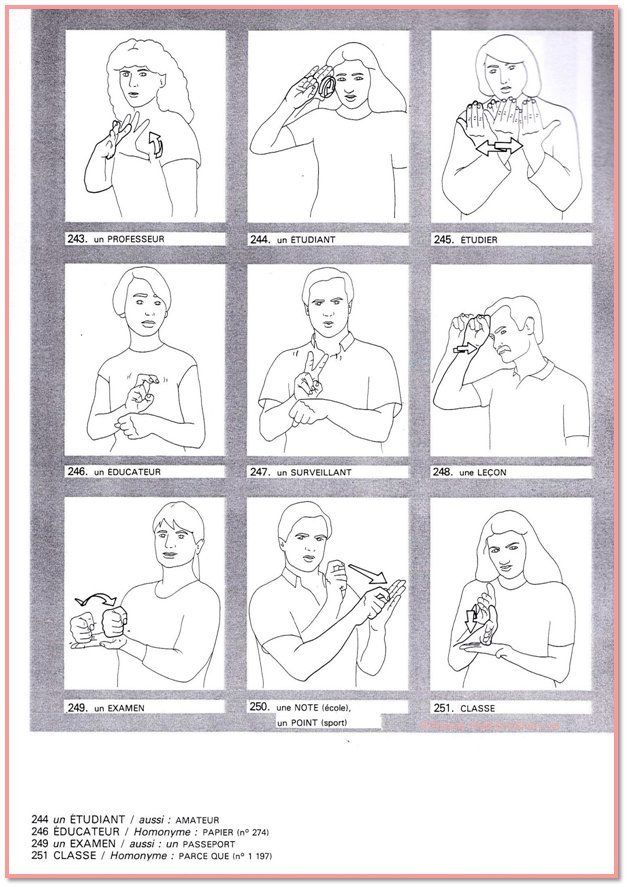 243. un PROFESSEUR
244. un ÉTUDIANT
245. ÉTUDIER
246. un ÉDUCATEUR
247. un SURVEILLANT
248. une LEÇON
249. un EXAMEN
250. une NOTE (école),
un POINT (sport)
251. CLASSE
244 un ÉTUDIANT / aussi : AMATEUR
246 ÉDUCATEUR / Homonyme : PAPIER (nº 274)
249 un EXAMEN / aussi : un PASSEPORT
251 CLASSE / Homonyme : PARCE QUE (nº 1 197)